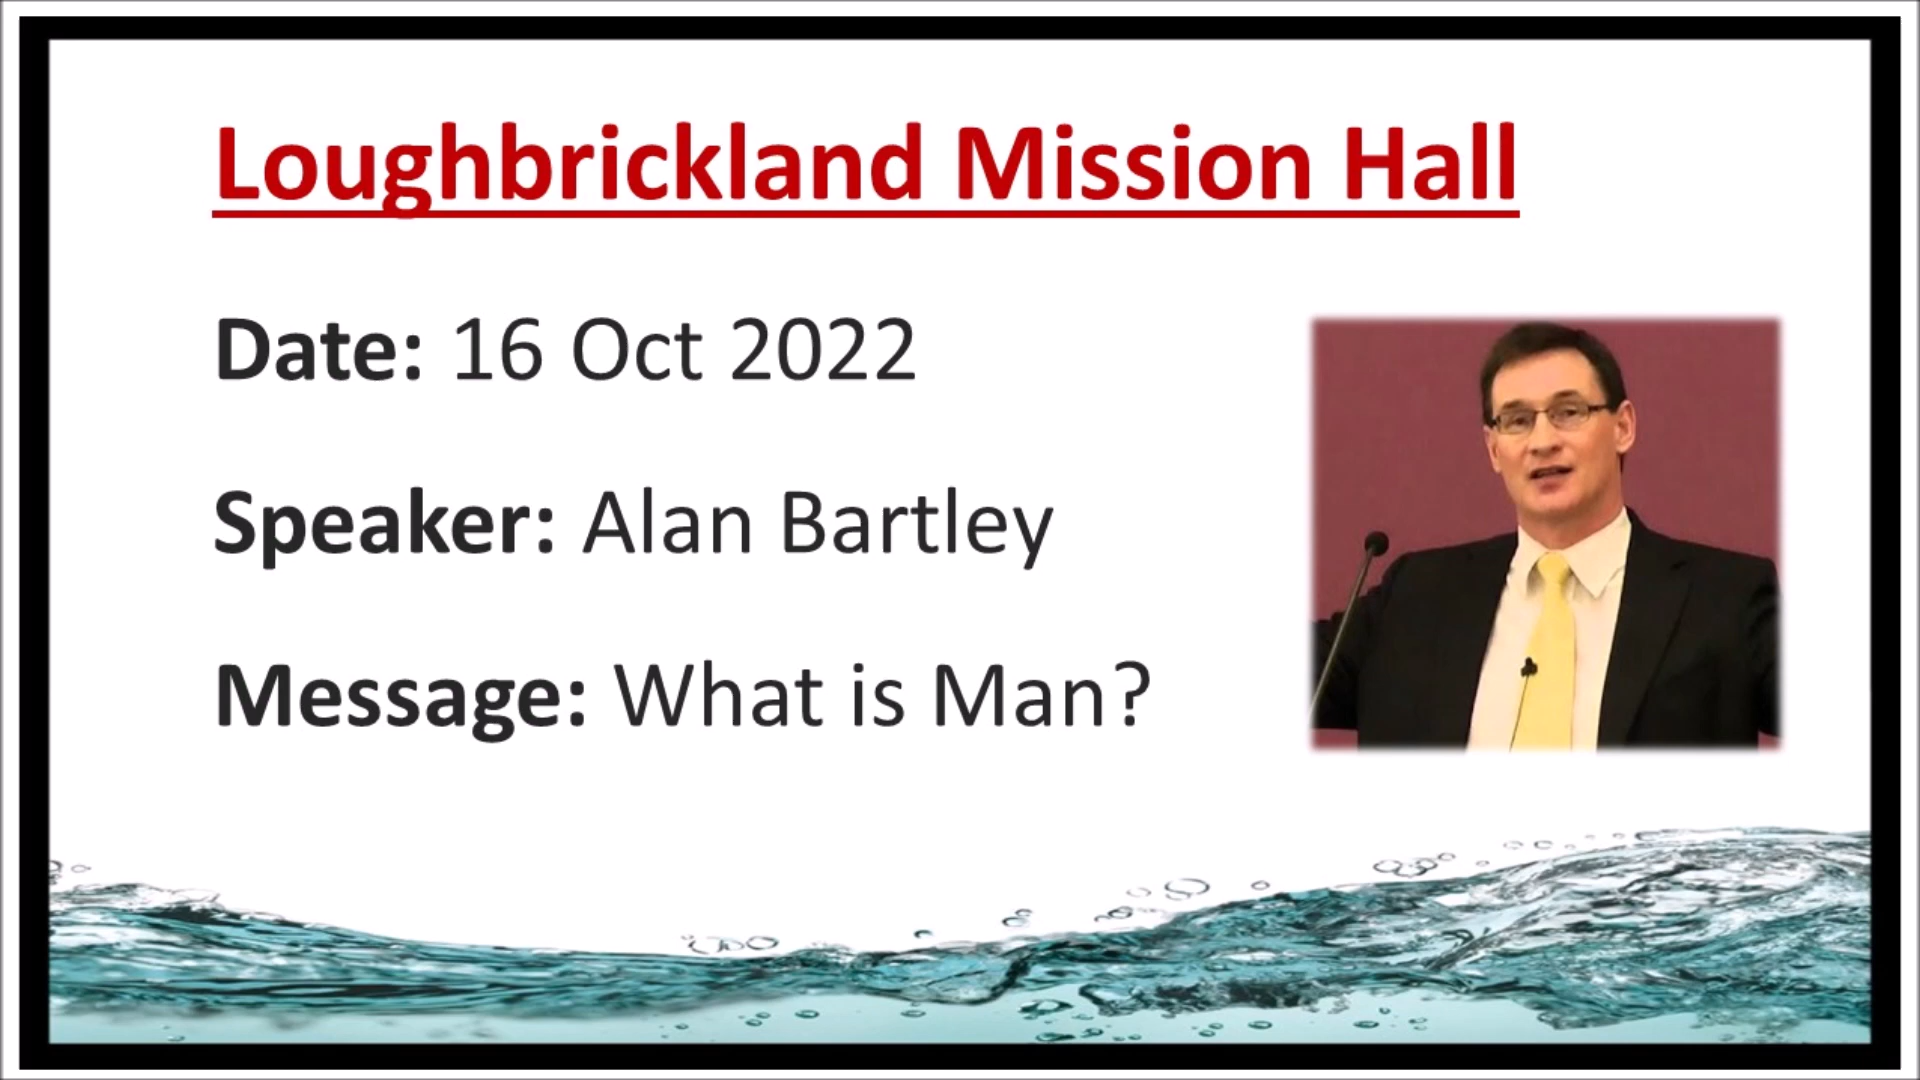 Loughbrickland Mission Hall
Date: 16 Oct 2022
Speaker: Alan Bartley
Message: What is Man?